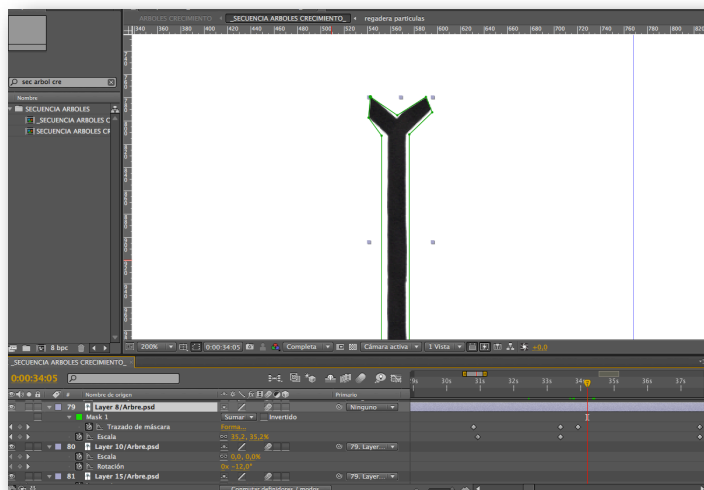 ARBOLES CRECIMIENTO _SECUENCIA ARBOLES CRECIMIENTO_ regadera partículas
340 360 380 400 420 440 460 480 500 520 540 560 580 600 620 640 660 680 700 720 740 760 780 800 820
sec arbol cre
Nombre
SECUENCIA ARBOLES
_SECUENCIA ARBOLES C
SECUENCIA ARBOLES CR
8 bpc
200% 0:00:34:05 Completa Cámara activa 1 Vista +0,0
_SECUENCIA ARBOLES CRECIMIENTO_
0:00:34:05
30s 31s 32s 33s 34s 35s 36s 37s
# Nombre de origen Primario
79 Layer 8/Arbre.psd Ninguno
Mask 1 Sumar Invertido
Trazado de máscara Forma...
Escala 35,2, 35,2%
80 Layer 10/Arbre.psd 79. Layer...
Escala 0,0, 0,0%
Rotación 0x -12,0°
81 Layer 15/Arbre.psd 79. Layer...
Conmutar definidores / modos